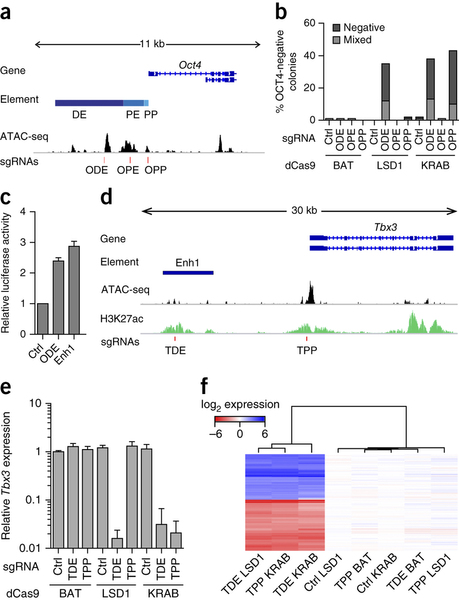 a
11 kb
Gene
Oct4
Element
DE
PE
PP
ATAC-seq
sgRNAs
ODE
OPE
OPP
b
% OCT4-negative
colonies
60
40
20
0
Negative
Mixed
sgRNA
Ctrl
ODE
OPE
OPP
Ctrl
ODE
OPE
OPP
Ctrl
ODE
OPE
OPP
dCas9
BAT
LSD1
KRAB
c
Relative luciferase activity
4
3
2
1
0
Ctrl
ODE
Enh1
d
30 kb
Gene
Tbx3
Element
Enh1
ATAC-seq
H3K27ac
sgRNAs
TDE
TPP
e
Relative Tbx3 expression
10
1
0.1
0.01
sgRNA
Ctrl
TDE
TPP
Ctrl
TDE
TPP
Ctrl
TDE
TPP
dCas9
BAT
LSD1
KRAB
f
log2 expression
−6
0
6
TDE LSD1
TPP KRAB
TDE KRAB
Ctrl LSD1
TPP BAT
Ctrl KRAB
TDE BAT
TPP LSD1